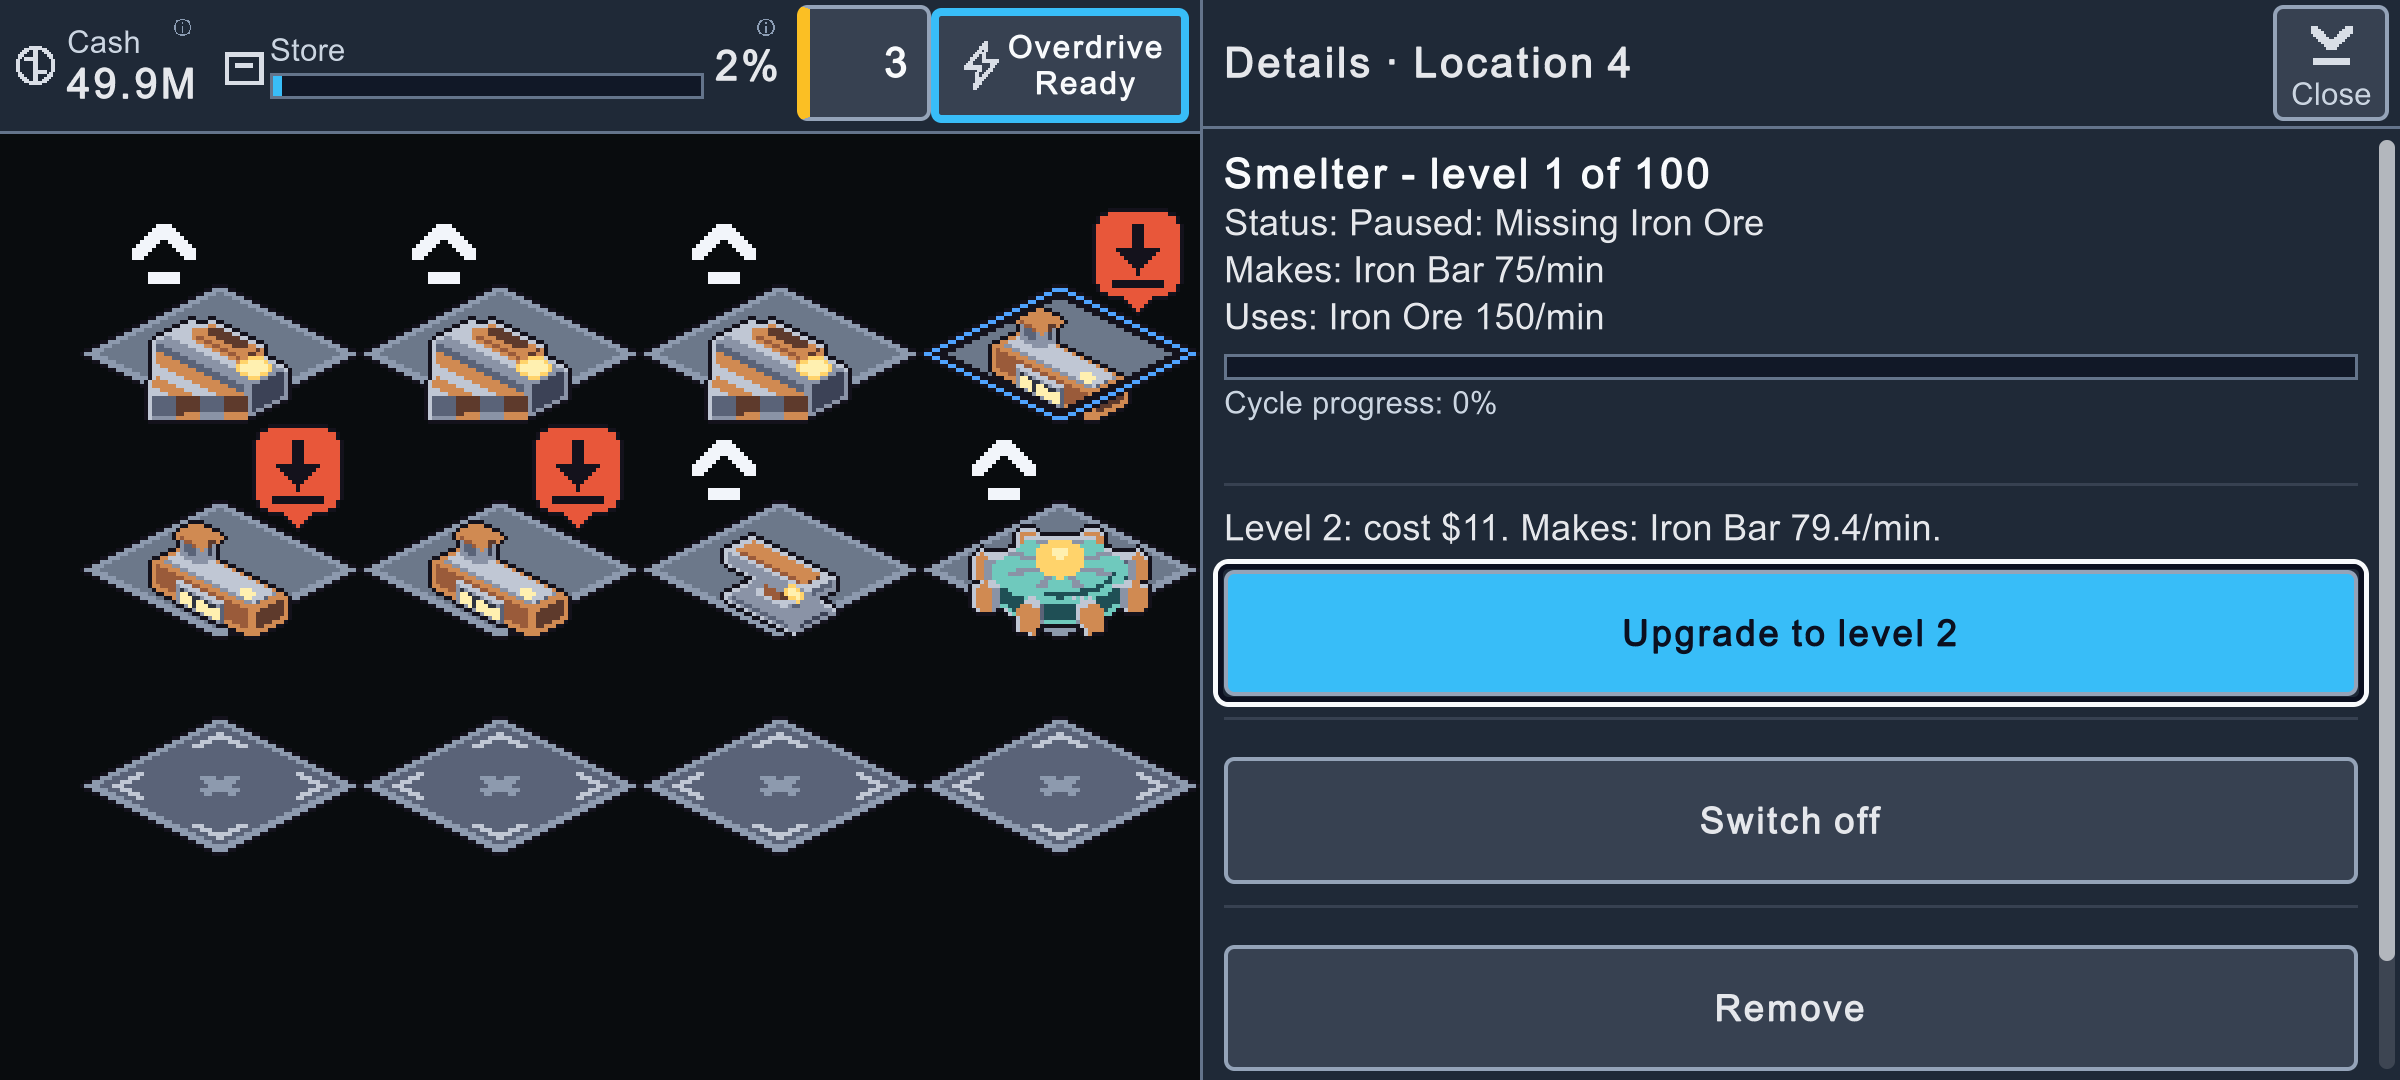 Cash
49.9M
Store
2%
3
Overdrive
Ready
Details · Location 4
Close
Smelter - level 1 of 100
Status: Paused: Missing Iron Ore
Makes: Iron Bar 75/min
Uses: Iron Ore 150/min
Cycle progress: 0%
Level 2: cost $11. Makes: Iron Bar 79.4/min.
Upgrade to level 2
Switch off
Remove